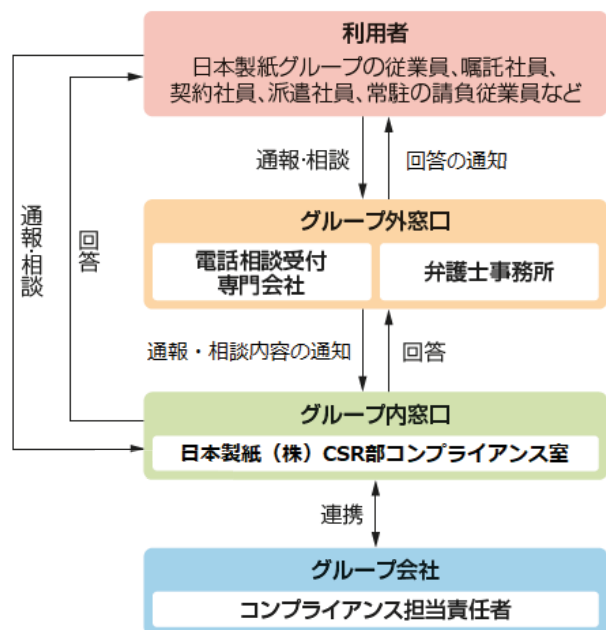 利用者
日本製紙グループの従業員、嘱託社員、
契約社員、派遣社員、常駐の請負従業員など
通報・相談
回答の通知
通報・相談
回答
グループ外窓口
電話相談受付
専門会社
弁護士事務所
通報・相談内容の通知
回答
グループ内窓口
日本製紙（株）CSR部コンプライアンス室
連携
グループ会社
コンプライアンス担当責任者